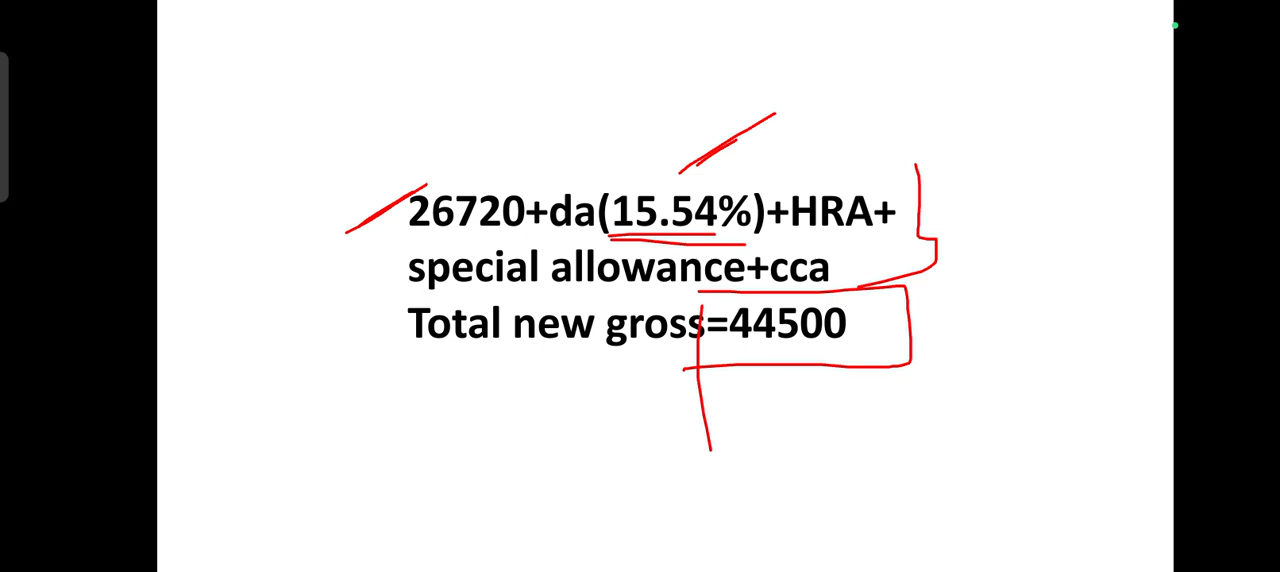 26720+da(15.54%)+HRA+
special allowance+cca
Total new gross=44500